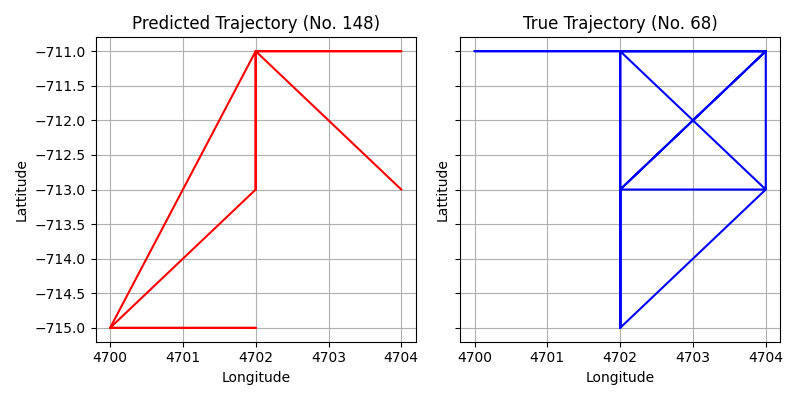 Predicted Trajectory (No. 148)
Lattitude
−711.0
−711.5
−712.0
−712.5
−713.0
−713.5
−714.0
−714.5
−715.0
4700 4701 4702 4703 4704
Longitude
True Trajectory (No. 68)
Lattitude
4700 4701 4702 4703 4704
Longitude